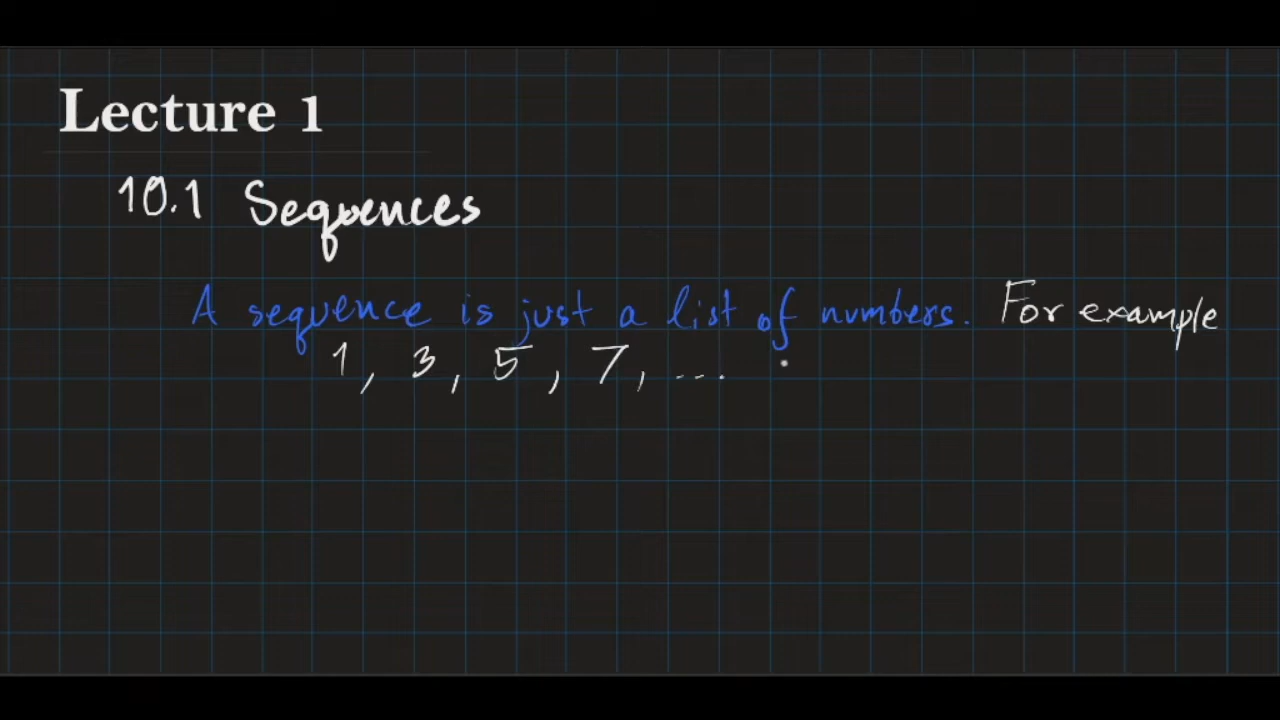 Lecture 1
10.1 Sequences
A sequence is just a list of numbers. For example
1, 3, 5, 7, ...